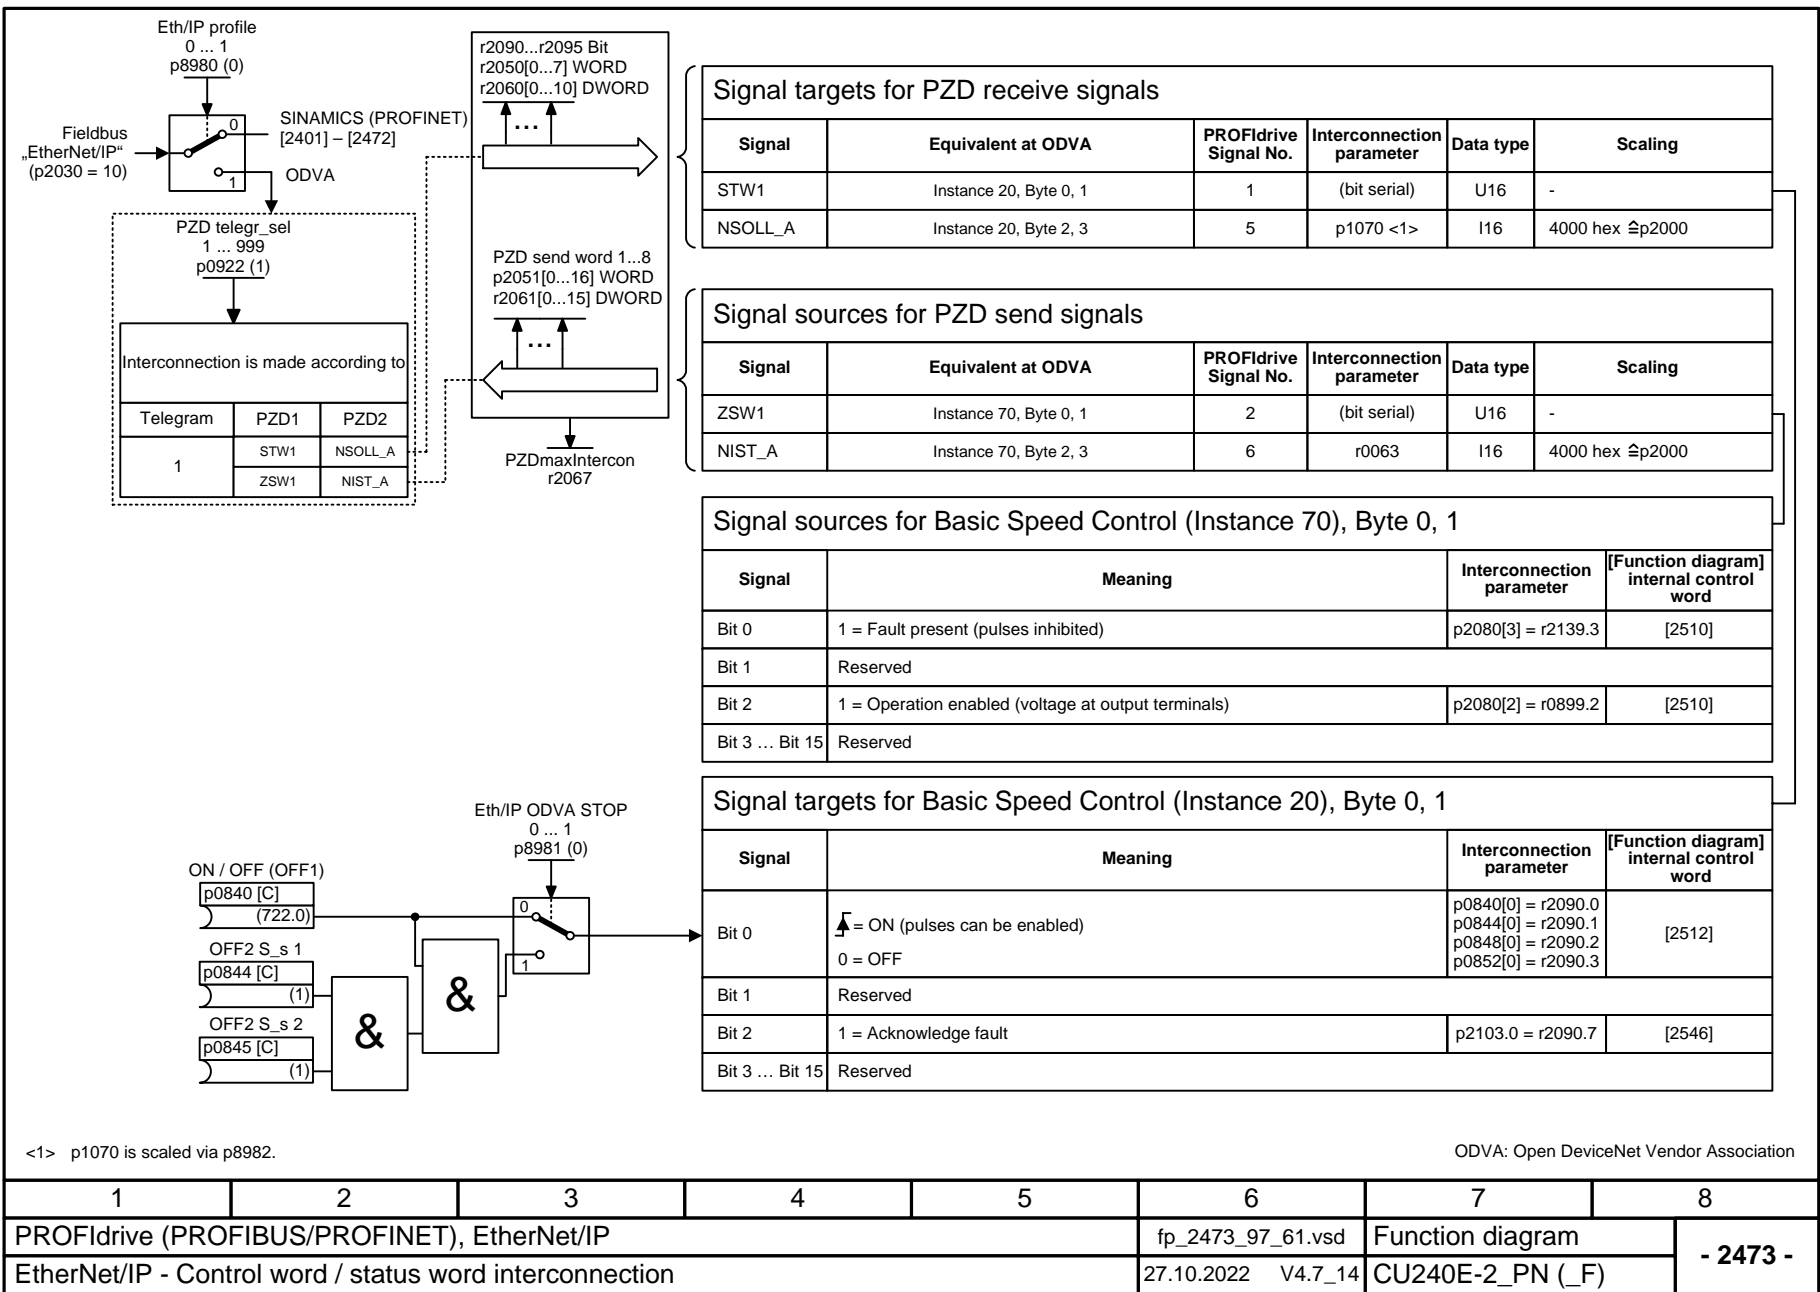 Eth/IP profile
0 ... 1
p8980 (0)
Fieldbus
„EtherNet/IP“
(p2030 = 10)
0
1
SINAMICS (PROFINET)
[2401] – [2472]
ODVA
PZD telegr_sel
1 ... 999
p0922 (1)
Interconnection is made according to
Telegram PZD1 PZD2
1 STW1 NSOLL_A
ZSW1 NIST_A
r2090...r2095 Bit
r2050[0...7] WORD
r2060[0...10] DWORD
...
PZD send word 1...8
p2051[0...16] WORD
r2061[0...15] DWORD
...
PZDmaxIntercon
r2067
Signal targets for PZD receive signals
Signal Equivalent at ODVA PROFIdrive Signal No. Interconnection parameter Data type Scaling
STW1 Instance 20, Byte 0, 1 1 (bit serial) U16 -
NSOLL_A Instance 20, Byte 2, 3 5 p1070 <1> I16 4000 hex ≙p2000
Signal sources for PZD send signals
Signal Equivalent at ODVA PROFIdrive Signal No. Interconnection parameter Data type Scaling
ZSW1 Instance 70, Byte 0, 1 2 (bit serial) U16 -
NIST_A Instance 70, Byte 2, 3 6 r0063 I16 4000 hex ≙p2000
Signal sources for Basic Speed Control (Instance 70), Byte 0, 1
Signal Meaning Interconnection parameter [Function diagram] internal control word
Bit 0 1 = Fault present (pulses inhibited) p2080[3] = r2139.3 [2510]
Bit 1 Reserved
Bit 2 1 = Operation enabled (voltage at output terminals) p2080[2] = r0899.2 [2510]
Bit 3 … Bit 15 Reserved
Signal targets for Basic Speed Control (Instance 20), Byte 0, 1
Signal Meaning Interconnection parameter [Function diagram] internal control word
Bit 0 = ON (pulses can be enabled)
0 = OFF
p0840[0] = r2090.0
p0844[0] = r2090.1
p0848[0] = r2090.2
p0852[0] = r2090.3
[2512]
Bit 1 Reserved
Bit 2 1 = Acknowledge fault p2103.0 = r2090.7 [2546]
Bit 3 … Bit 15 Reserved
Eth/IP ODVA STOP
0 ... 1
p8981 (0)
0
1
ON / OFF (OFF1)
p0840 [C]
(722.0)
OFF2 S_s 1
p0844 [C]
(1)
OFF2 S_s 2
p0845 [C]
(1)
&
&
<1> p1070 is scaled via p8982.
ODVA: Open DeviceNet Vendor Association
1 2 3 4 5 6 7 8
PROFIdrive (PROFIBUS/PROFINET), EtherNet/IP fp_2473_97_61.vsd Function diagram
- 2473 -
EtherNet/IP - Control word / status word interconnection 27.10.2022 V4.7_14 CU240E-2_PN (_F)